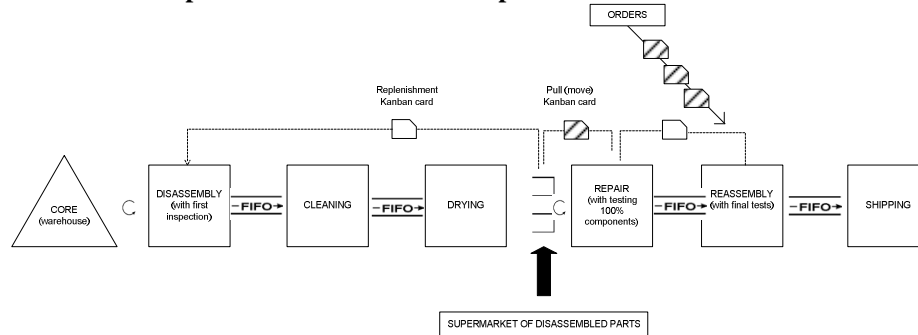 ORDERS
Replenishment
Kanban card
Pull (move)
Kanban card
CORE
(warehouse)
DISASSEMBLY
(with first
inspection)
FIFO
CLEANING
FIFO
DRYING
REPAIR
(with testing
100%
components)
FIFO
REASSEMBLY
(with final tests)
FIFO
SHIPPING
SUPERMARKET OF DISASSEMBLED PARTS